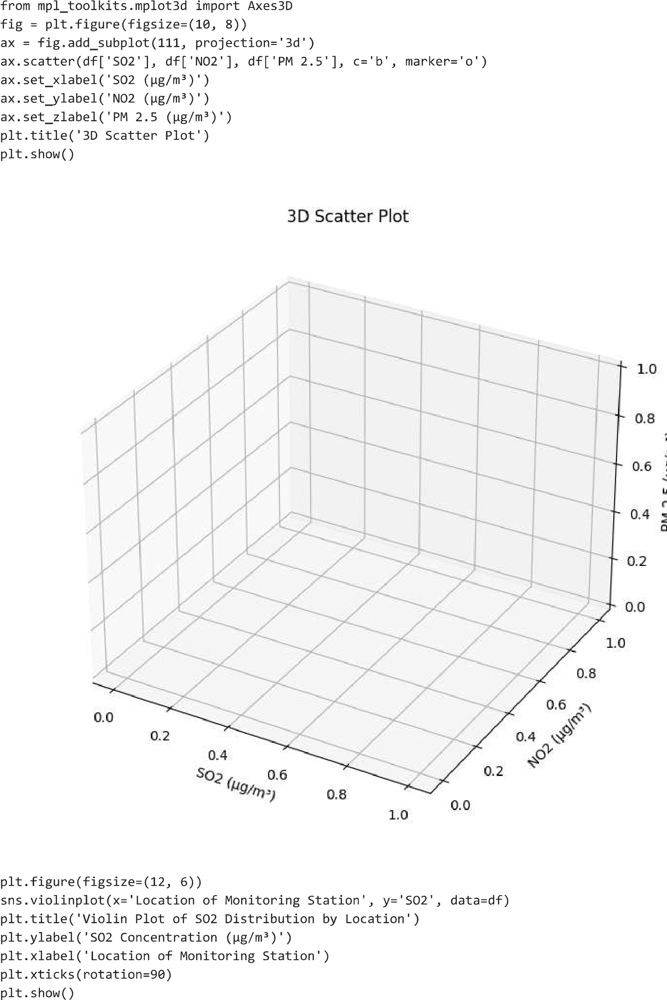 from mpl_toolkits.mplot3d import Axes3D
fig = plt.figure(figsize=(10, 8))
ax = fig.add_subplot(111, projection='3d')
ax.scatter(df['SO2'], df['NO2'], df['PM 2.5'], c='b', marker='o')
ax.set_xlabel('SO2 (µg/m³)')
ax.set_ylabel('NO2 (µg/m³)')
ax.set_zlabel('PM 2.5 (µg/m³)')
plt.title('3D Scatter Plot')
plt.show()
3D Scatter Plot
1.0
0.8
0.6
0.4
0.2
0.0
PM 2.5
1.0
0.8
0.6
0.4
0.2
0.0
NO2 (µg/m³)
0.0
0.2
0.4
0.6
0.8
1.0
SO2 (µg/m³)
plt.figure(figsize=(12, 6))
sns.violinplot(x='Location of Monitoring Station', y='SO2', data=df)
plt.title('Violin Plot of SO2 Distribution by Location')
plt.ylabel('SO2 Concentration (µg/m³)')
plt.xlabel('Location of Monitoring Station')
plt.xticks(rotation=90)
plt.show()